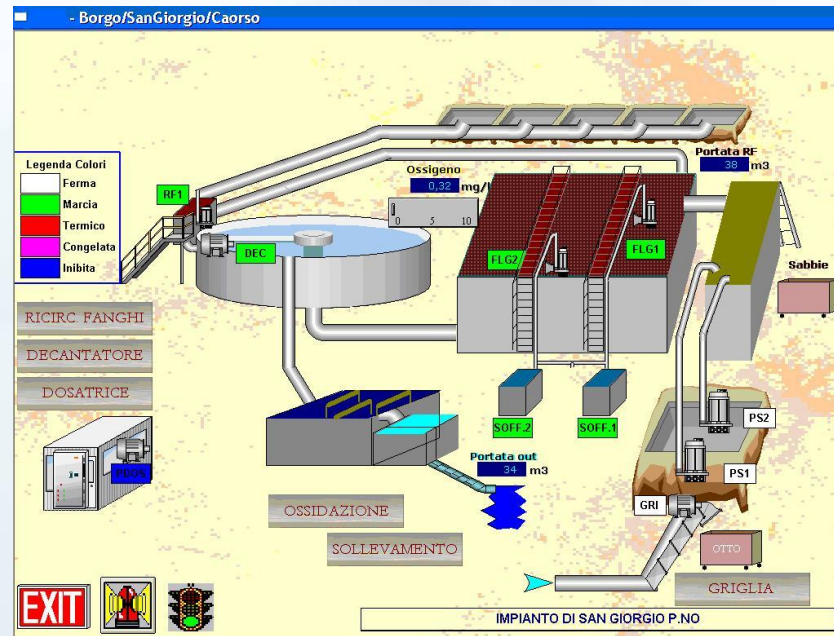 - Borgo/SanGiorgio/Caorso
Legenda Colori
Ferma
Marcia
Termico
Congelata
Inibita
RF1
DEC
Ossigeno
0,32 mg/l
0 5 10
Portata RF
38 m3
FLG2
FLG1
Sabbie
RICIRC. FANGHI
DECANTATORE
DOSATRICE
SOFF.2
SOFF.1
PDOS
Portata out
34 m3
PS2
PS1
GRI
OTTO
OSSIDAZIONE
SOLLEVAMENTO
GRIGLIA
EXIT
IMPIANTO DI SAN GIORGIO P.NO